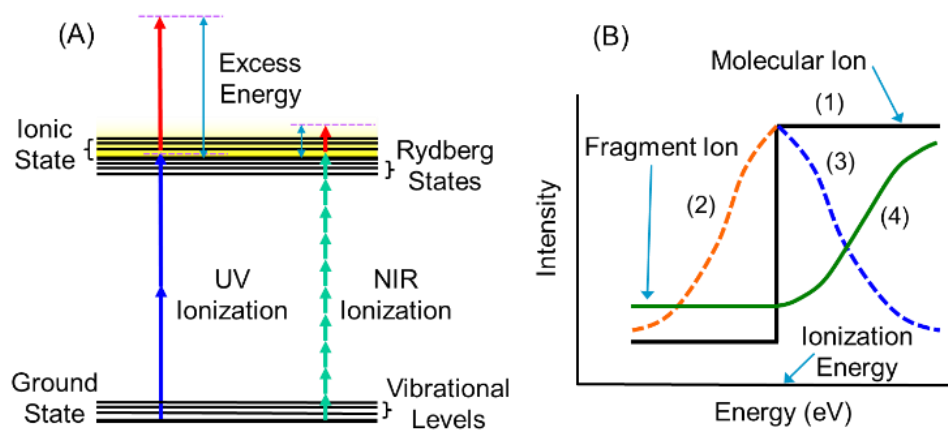 (A)
Excess
Energy
Ionic
State
Rydberg
States
UV
Ionization
NIR
Ionization
Ground
State
Vibrational
Levels
(B)
Molecular Ion
(1)
Fragment Ion
(2)
(3)
(4)
Intensity
Ionization
Energy
Energy (eV)